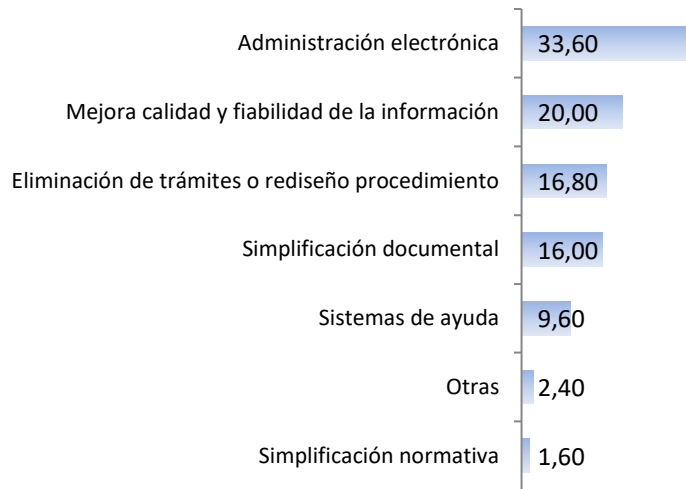 Administración electrónica 33,60
Mejora calidad y fiabilidad de la información 20,00
Eliminación de trámites o rediseño procedimiento 16,80
Simplificación documental 16,00
Sistemas de ayuda 9,60
Otras 2,40
Simplificación normativa 1,60